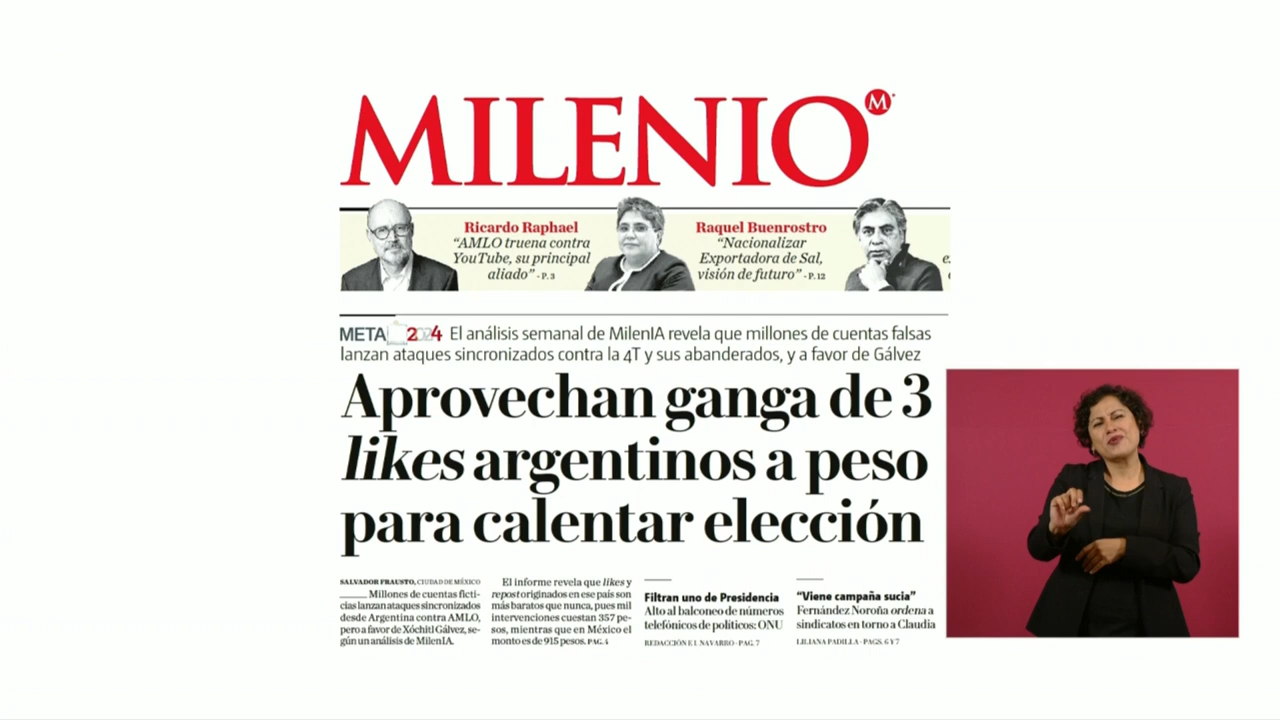 MILENIO
M
Ricardo Raphael
“AMLO truena contra
YouTube, su principal
aliado” - P. 3
Raquel Buenrostro
“Nacionalizar
Exportadora de Sal,
visión de futuro” - P. 12
META 2024 El análisis semanal de MilenIA revela que millones de cuentas falsas
lanzan ataques sincronizados contra la 4T y sus abanderados, y a favor de Gálvez
Aprovechan ganga de 3
likes argentinos a peso
para calentar elección
SALVADOR FRAUSTO, CIUDAD DE MÉXICO
Millones de cuentas ficti-
cias lanzan ataques sincronizados
desde Argentina contra AMLO,
pero a favor de Xóchitl Gálvez, se-
gún un análisis de MilenIA.
El informe revela que likes y
repost originados en ese país son
más baratos que nunca, pues mil
intervenciones cuestan 357 pe-
sos, mientras que en México el
monto es de 915 pesos. PAG. 4
Filtran uno de Presidencia
Alto al balconeo de números
telefónicos de políticos: ONU
REDACCIÓN E I. NAVARRO - PAG. 7
“Viene campaña sucia”
Fernández Noroña ordena a
sindicatos en torno a Claudia
LILIANA PADILLA - PAGS. 6 Y 7